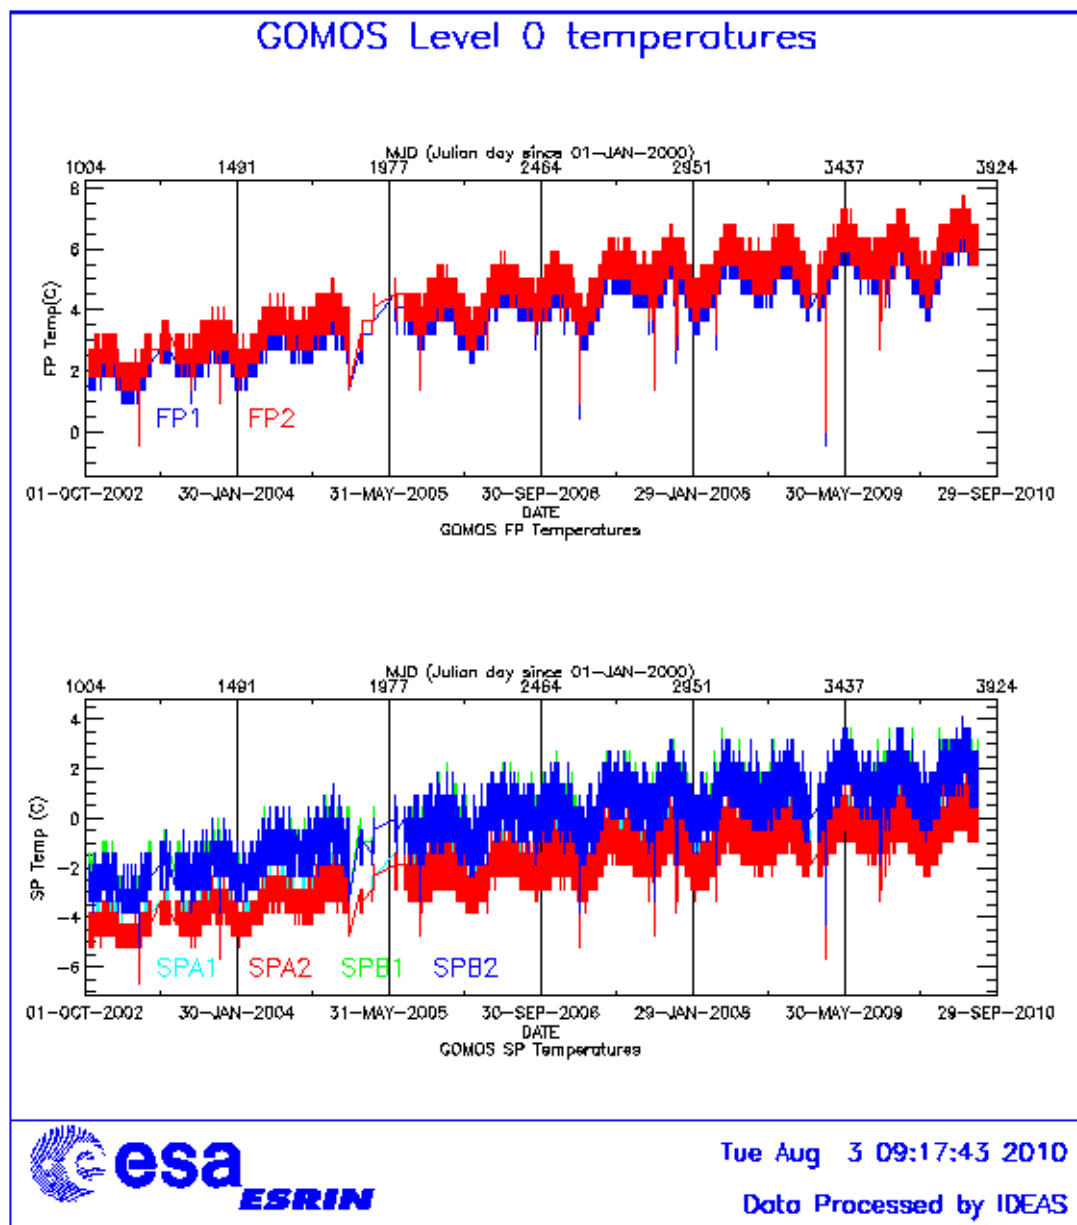 GOMOS Level 0 temperatures
MJD (Julian day since 01-JAN-2000)
1004 1491 1977 2464 2951 3437 3924
8
6
4
2
0
FP Temp(C)
FP1 FP2
01-OCT-2002 30-JAN-2004 31-MAY-2005 30-SEP-2006 29-JAN-2008 30-MAY-2009 29-SEP-2010
DATE
GOMOS FP Temperatures
MJD (Julian day since 01-JAN-2000)
1004 1491 1977 2464 2951 3437 3924
4
2
0
-2
-4
-6
SP Temp (C)
SPA1 SPA2 SPB1 SPB2
01-OCT-2002 30-JAN-2004 31-MAY-2005 30-SEP-2006 29-JAN-2008 30-MAY-2009 29-SEP-2010
DATE
GOMOS SP Temperatures
esa
ESRIN
Tue Aug 3 09:17:43 2010
Data Processed by IDEAS